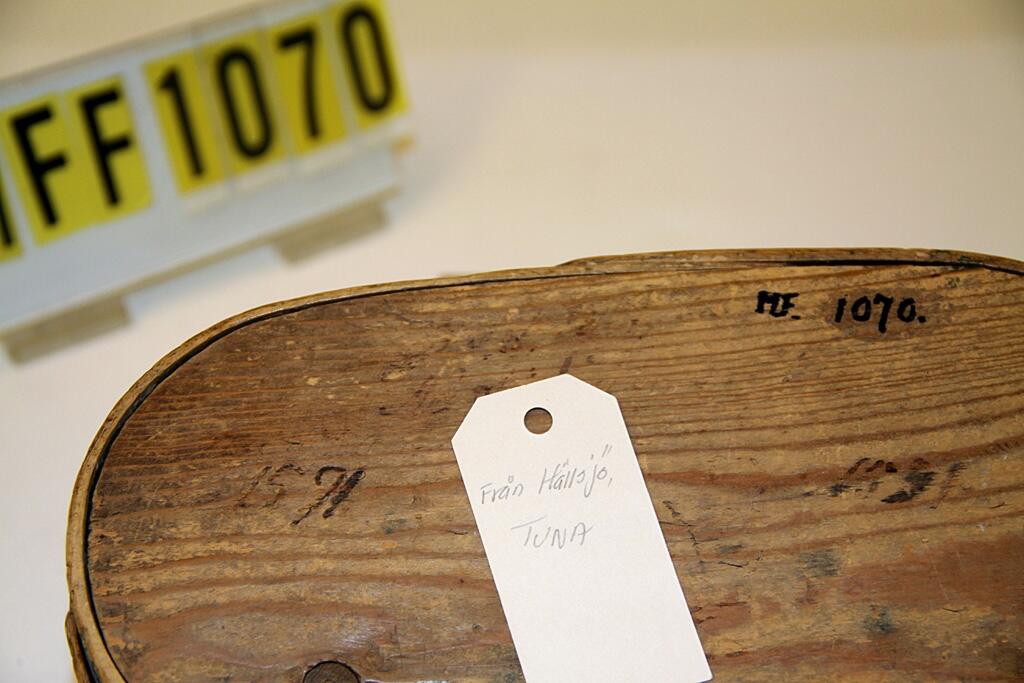 FF 1070
MF. 1070.
Från Hällsjö,
TUNA